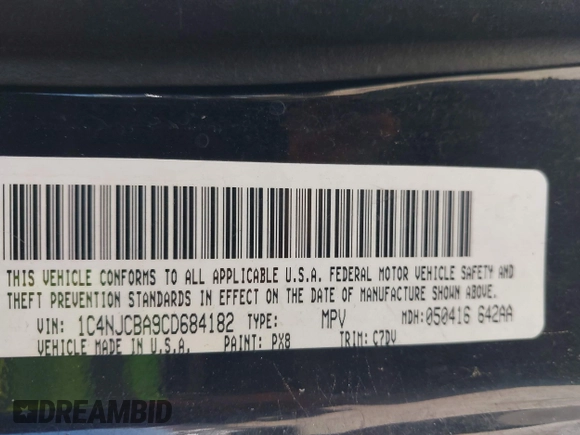 THIS VEHICLE CONFORMS TO ALL APPLICABLE U.S.A. FEDERAL MOTOR VEHICLE SAFETY AND
THEFT PREVENTION STANDARDS IN EFFECT ON THE DATE OF MANUFACTURE SHOWN ABOVE.
VIN: 1C4NJCBA9CD684182 TYPE: MPV MDH:050416 642AA
VEHICLE MADE IN U.S.A. PAINT: PX8 TRIM: C7DV
DREAMBID